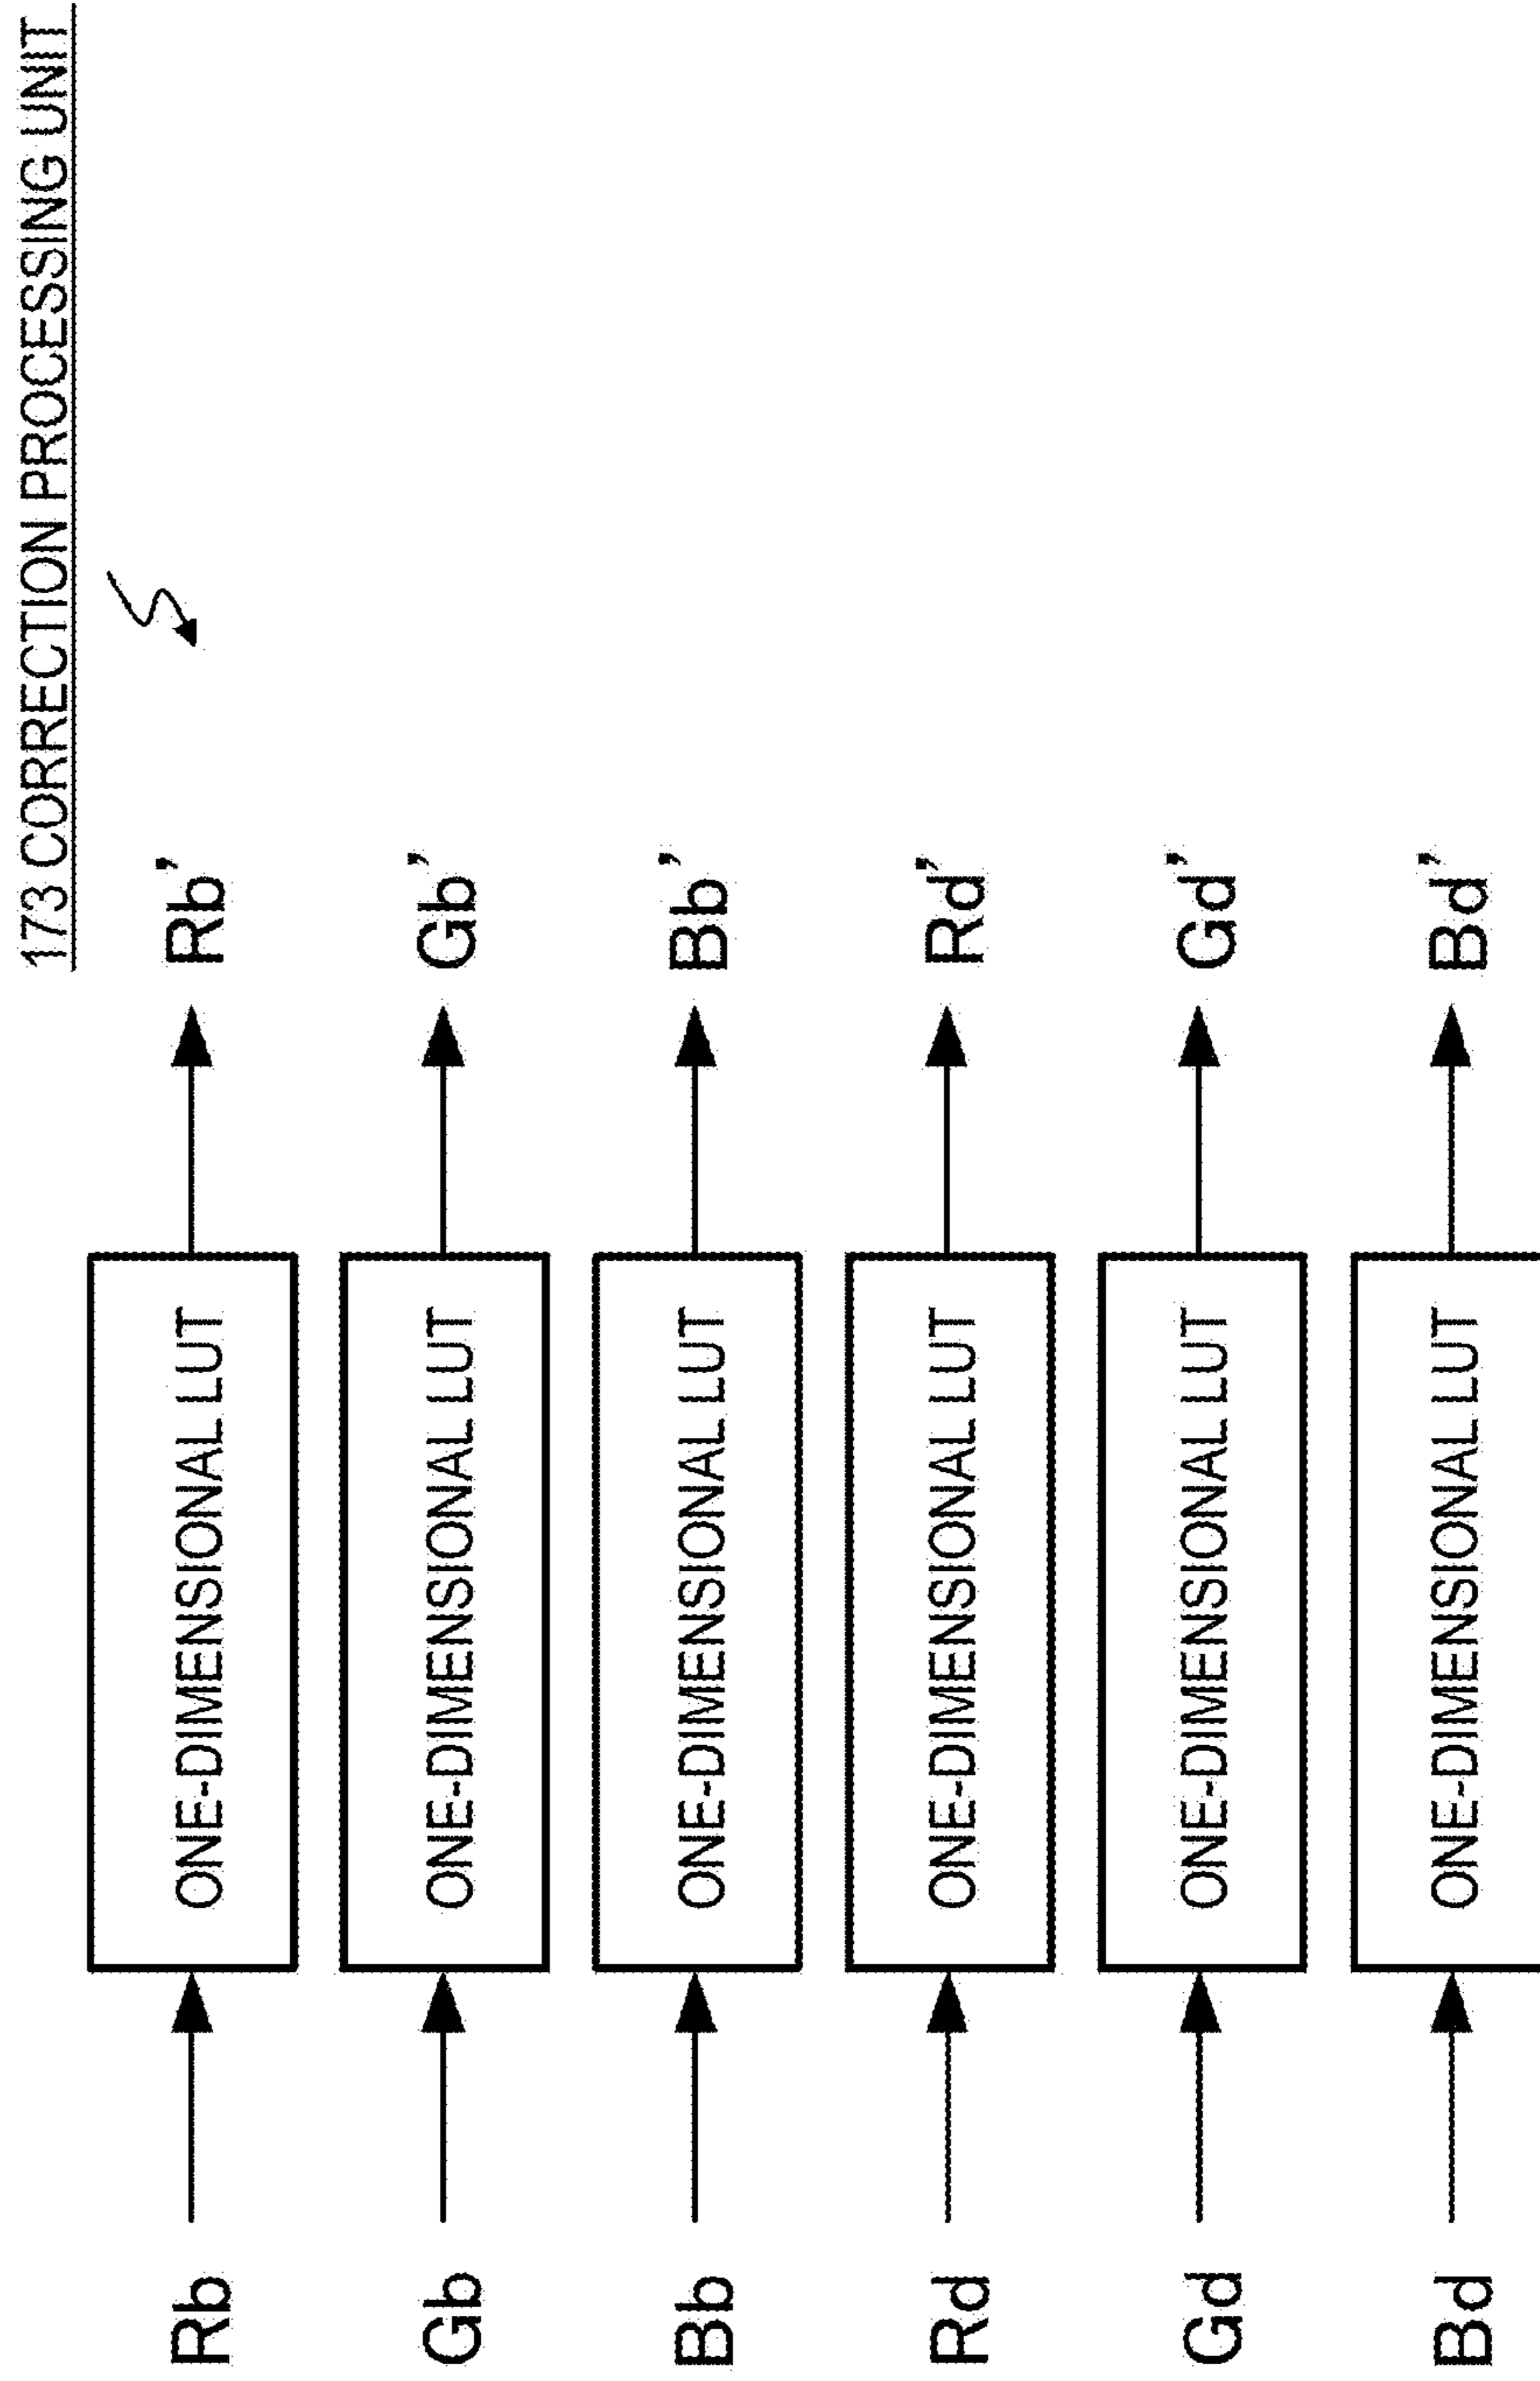 173 CORRECTION PROCESSING UNIT
Rb ONE-DIMENSIONAL LUT Rb’
Gb ONE-DIMENSIONAL LUT Gb’
Bb ONE-DIMENSIONAL LUT Bb’
Rd ONE-DIMENSIONAL LUT Rd’
Gd ONE-DIMENSIONAL LUT Gd’
Bd ONE-DIMENSIONAL LUT Bd’